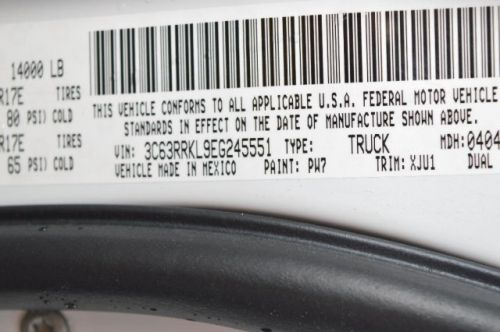 14000 LB
R17E TIRES
80 PSI) COLD
R17E TIRES
65 PSI) COLD
THIS VEHICLE CONFORMS TO ALL APPLICABLE U.S.A. FEDERAL MOTOR VEHICLE
STANDARDS IN EFFECT ON THE DATE OF MANUFACTURE SHOWN ABOVE.
VIN: 3C63RRKL9EG245551 TYPE: TRUCK MDH: 0404
VEHICLE MADE IN MEXICO PAINT: PW7 TRIM: XJU1 DUAL